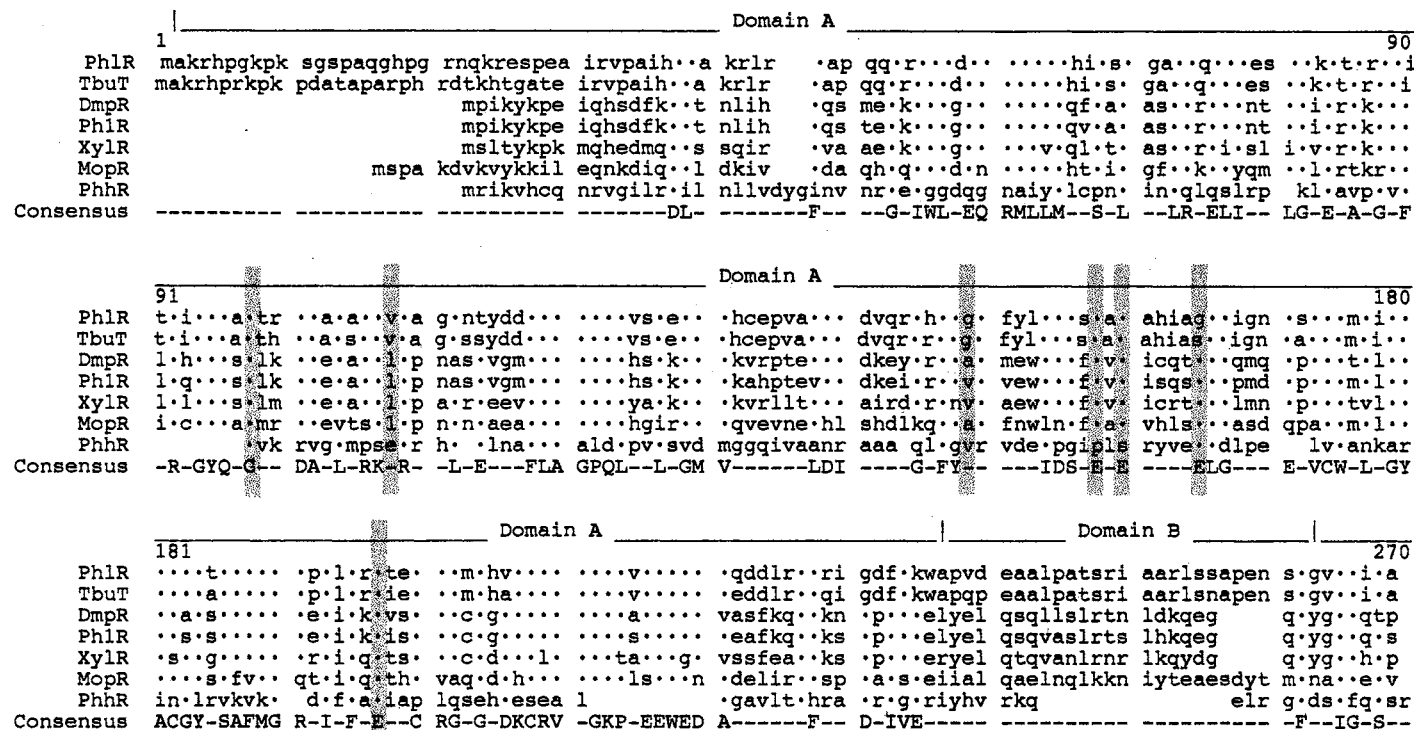 Domain A
1 90
PhlR makrhpgkpk sgspaqghpg rnqkrespea irvpaih··a krlr ·ap qq·r···d·· ·····hi·s· ga··q···es ··k·t·r··i
TbuT makrhprkpk pdataparph rdtkhtgate irvpaih··a krlr ·ap qq·r···d·· ·····hi·s· ga··q···es ··k·t·r··i
DmpR mpikykpe iqhsdfk··t nlih ·qs me·k···g·· ·····qf·a· as··r···nt ··i·r·k···
PhlR mpikykpe iqhsdfk··t nlih ·qs te·k···g·· ·····qv·a· as··r···nt ··i·r·k···
XylR msltykpk mqhedmq··s sqir va ae·k···g·· ···v·ql·t· as··r·i·sl i·v·r·k···
MopR mspa kdvkvykkil eqnkdiq··l dkiv ·da qh·q··d·n ·····ht·i· gf··k··yqm ··l·rtkr··
PhhR mrikvhcq nrvgilr·il nllvdyginv nr·e·ggdqg naiy·lcpn· in·qlqslrp kl·avp·v·
Consensus ---------- ---------- ---------- -------DL- -------F-- --G-IWL-EQ RMLLM--S-L --LR-ELI-- LG-E-A-G-F
Domain A
91 180
PhlR t·i···a·tr ··a·a··v·a g·ntydd ····vs·e·· ·hcepva·· dvqr·h··g· fyl···s·a· ahiag··ign ·s···m·i··
TbuT t·i···a·th ··a·s··v·a g·ssydd ····vs·e·· ·hcepva·· dvqr·r··g· fyl···s·a· ahias··ign ·a···m·i··
DmpR l·h···s·lk ··e·a··l·p nas·vgm ····hs·k·· ·kvrpte·· dkey·r··a· mew···f·v· icqt···qmq ·p···t·l··
PhlR l·q···s·lk ··e·a··l·p nas·vgm ····hs·k·· ·kahptev·· dkei·r··v· vew···f·v· isqs···pmd ·p···m·l··
XylR l·l···s·lm ··e·a··l·p a·r·eev ····ya·k·· ·kvrllt·· aird·r·nv· aew···f·v· icrt···lmn ·p···tvl··
MopR i·c···a·mr ··evts·l·p n·n·aea ····hgir·· ·qvevne·hl shdlkq··a· fnwln·f·a· vhls···asd qpa··m·l··
PhhR ·vk rvg·mpse·r h· ·lna··· ald·pv·svd mgggqivaanr aaa ql·gvr vde·pgipls ryve··dlpe lv·ankar
Consensus -R-GYQ-G-- DA-L-RK-R- -L-E---FLA GPQL--L-GM V------LDI ----G-FY-- ---IDS-E-E -----ELG--- E-VCW-L-GY
Domain A Domain B
181 270
PhlR ····t····· ·p·l·r·te· ··m·hv···· ····v····· ·qddlr··ri gdf·kwapvd eaalpatsri aarlssapen s·gv··i·a
TbuT ····a····· ·p·l·r·ie· ··m·ha···· ····v····· ·eddlr··qi gdf·kwapqp eaalpatsri aarlsnapen s·gv··i·a
DmpR ··a·s····· ·e·i·k·vs· ··c·g····· ····a····· vasfkq··kn ·p···elyel qsqllslrtn ldkqeg q·yg··qtp
PhlR ··s·s····· ·e·i·k·is· ··c·g····· ····s····· ·eafkq··ks ·p···elyel qsqvaslrts lhkqeg q·yg··q·s
XylR ·s··g····· ·r·i·q·ts· ··c·d···l· ···ta···g· vssfea··ks ·p···eryel qtqvanlrnr lkqydg q·yg··h·p
MopR ····s·fv·· qt·i·q·th· vaq·d·h··· ····ls···n ·delir··sp ·a·s·eiial qaelnqlkkn iyteaesdyt m·na··e·v
PhhR in·lrvkvk· d·f·a·iap lqseh·eseal ·gavlt·hra ·r·g·riyhv rkq elr g·ds·fq·sr
Consensus ACGY-SAFMG R-I-F-E--C RG-G-DKCRV -GKP-EEWED A-----F-- D-IVE----- ---------- ---------- -F--IG-S--